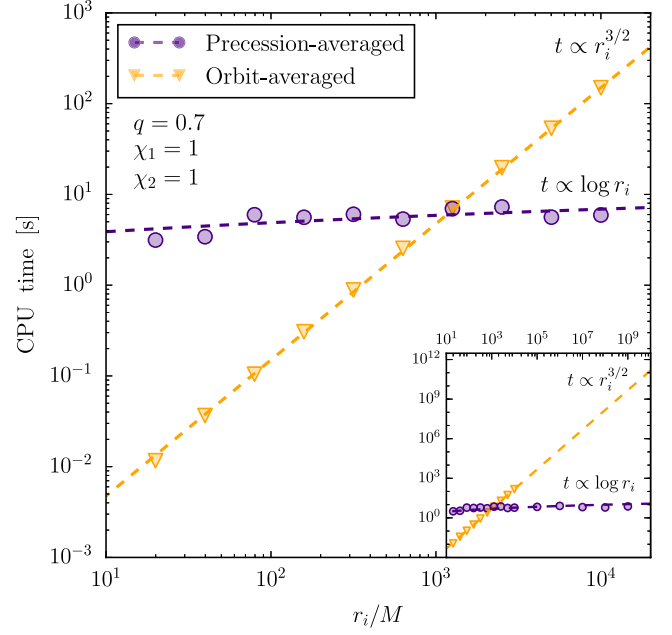 Precession-averaged
Orbit-averaged
t ∝ r_i^{3/2}
q = 0.7
χ_1 = 1
χ_2 = 1
t ∝ log r_i
CPU time [s]
10^3
10^2
10^1
10^0
10^{-1}
10^{-2}
10^{-3}
10^1 10^2 10^3 10^4
r_i/M
10^1 10^3 10^5 10^7 10^9
10^{12}
10^9
10^6
10^3
10^0
t ∝ r_i^{3/2}
t ∝ log r_i